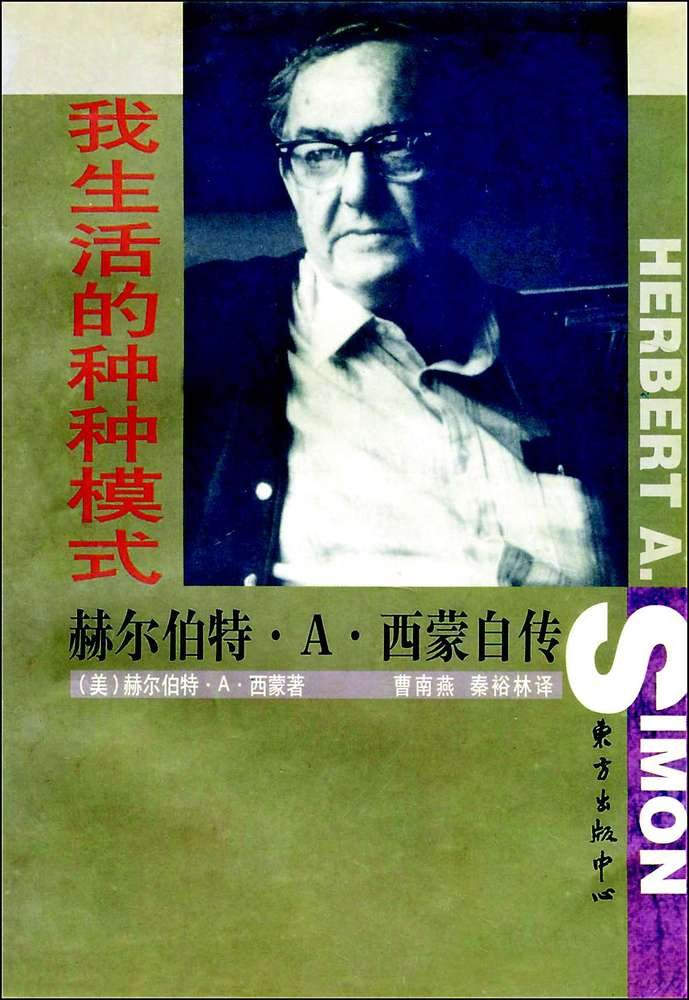 我生活的种种模式
赫尔伯特·A·西蒙自传
（美）赫尔伯特·A·西蒙著 曹南燕 秦裕林译
HERBERT A. SIMON
东方出版中心